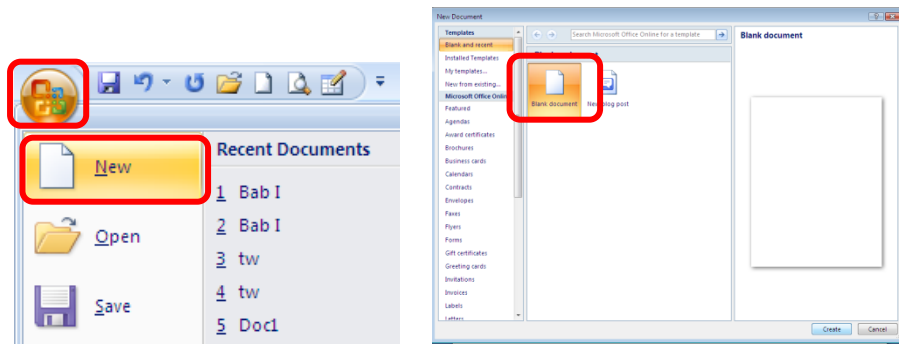 New
Open
Save
Recent Documents
1 Bab I
2 Bab I
3 tw
4 tw
5 Doc1
New Document
Templates
Blank and recent
Installed Templates
My templates...
New from existing...
Microsoft Office Onlin
Featured
Agendas
Award certificates
Brochures
Business cards
Calendars
Contracts
Envelopes
Faxes
Flyers
Forms
Gift certificates
Greeting cards
Invitations
Invoices
Labels
Letters
Search Microsoft Office Online for a template
Blank document
New blog post
Blank document
Create
Cancel